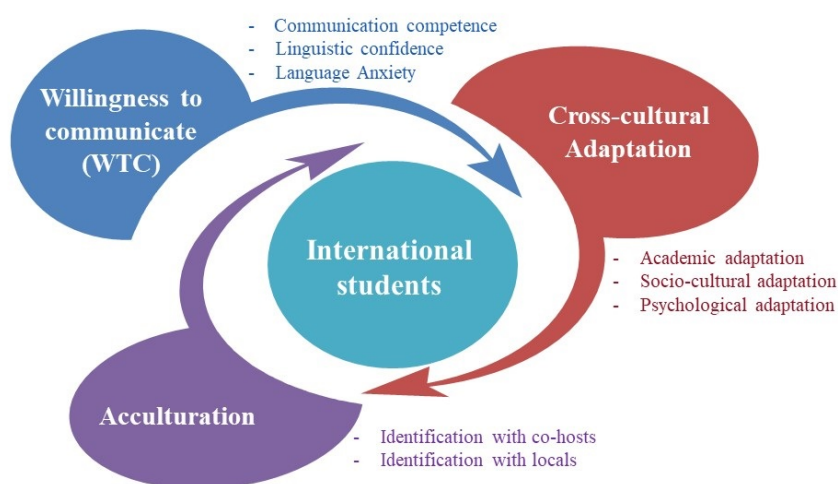 - Communication competence
- Linguistic confidence
- Language Anxiety
Willingness to
communicate
(WTC)
Cross-cultural
Adaptation
International
students
- Academic adaptation
- Socio-cultural adaptation
- Psychological adaptation
Acculturation
- Identification with co-hosts
- Identification with locals